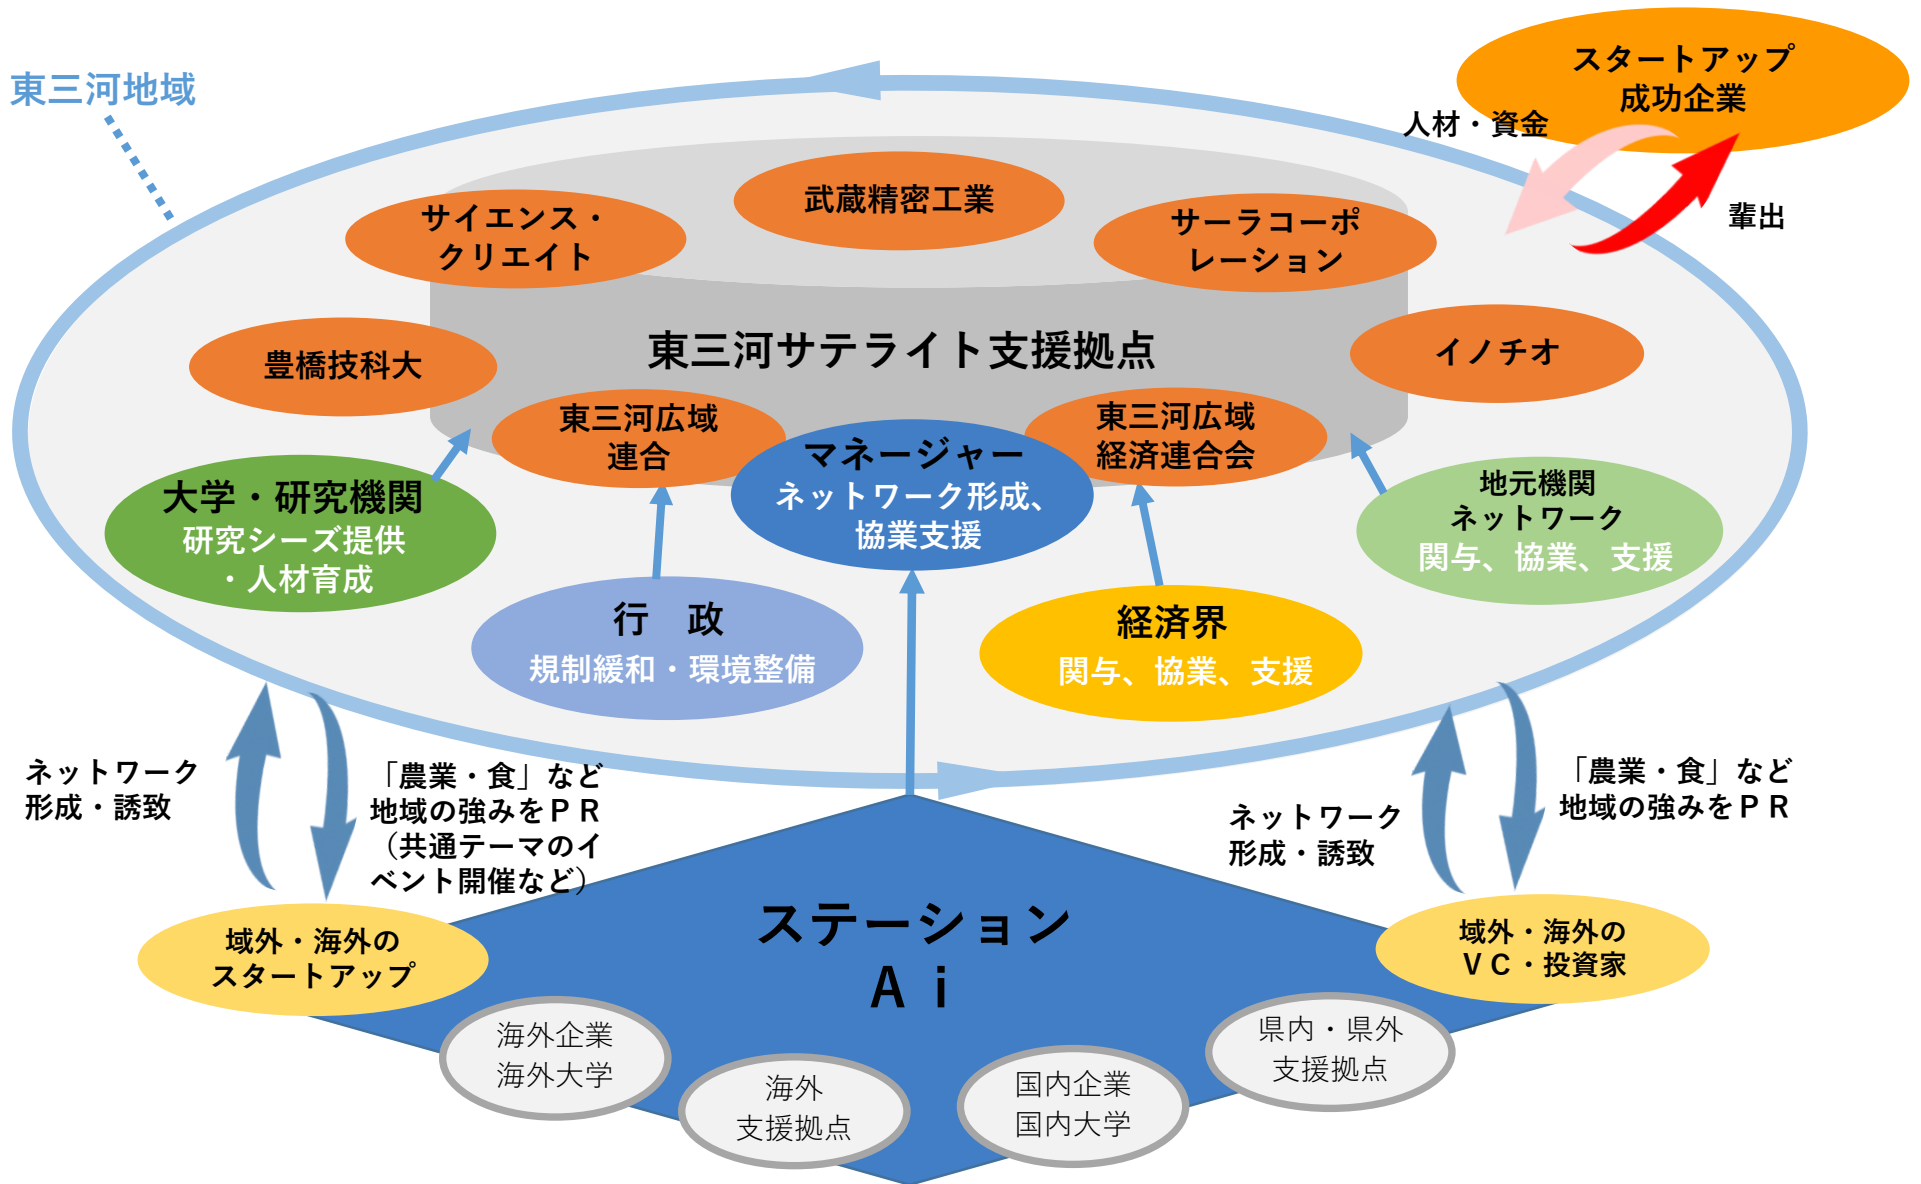 東三河地域
スタートアップ
成功企業
人材・資金
輩出
武蔵精密工業
サイエンス・
クリエイト
サーラコーポ
レーション
東三河サテライト支援拠点
豊橋技科大
イノチオ
東三河広域
連合
東三河広域
経済連合会
マネージャー
ネットワーク形成、
協業支援
大学・研究機関
研究シーズ提供
・人材育成
地元機関
ネットワーク
関与、協業、支援
行　政
規制緩和・環境整備
経済界
関与、協業、支援
ネットワーク
形成・誘致
「農業・食」など
地域の強みをＰＲ
（共通テーマのイ
ベント開催など）
ネットワーク
形成・誘致
「農業・食」など
地域の強みをＰＲ
ステーション
Ａｉ
域外・海外の
スタートアップ
域外・海外の
ＶＣ・投資家
海外企業
海外大学
海外
支援拠点
国内企業
国内大学
県内・県外
支援拠点